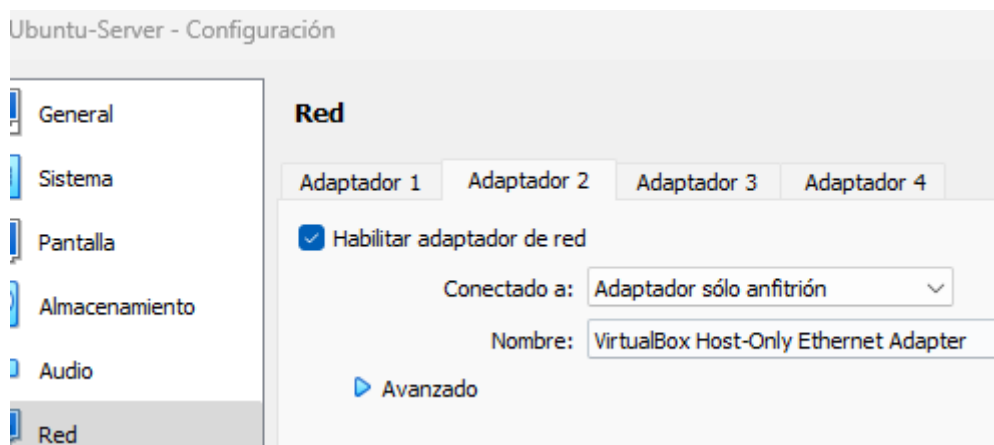 Ubuntu-Server - Configuración
General
Sistema
Pantalla
Almacenamiento
Audio
Red
Red
Adaptador 1 Adaptador 2 Adaptador 3 Adaptador 4
Habilitar adaptador de red
Conectado a: Adaptador sólo anfitrión
Nombre: VirtualBox Host-Only Ethernet Adapter
Avanzado